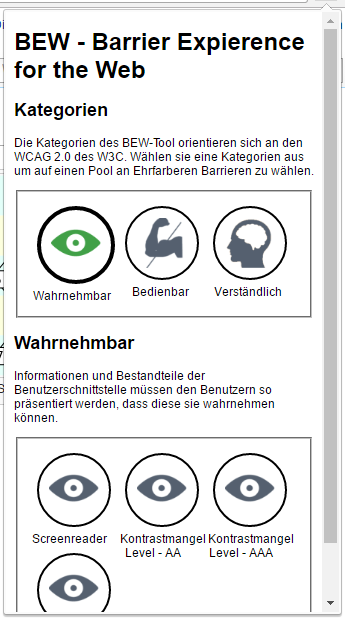 BEW - Barrier Expierence
for the Web
Kategorien
Die Kategorien des BEW-Tool orientieren sich an den
WCAG 2.0 des W3C. Wählen sie eine Kategorien aus
um auf einen Pool an Ehrfarberen Barrieren zu wählen.
Wahrnehmbar Bedienbar Verständlich
Wahrnehmbar
Informationen und Bestandteile der
Benutzerschnittstelle müssen den Benutzern so
präsentiert werden, dass diese sie wahrnehmen
können.
Screenreader Kontrastmangel Kontrastmangel
Level - AA Level - AAA